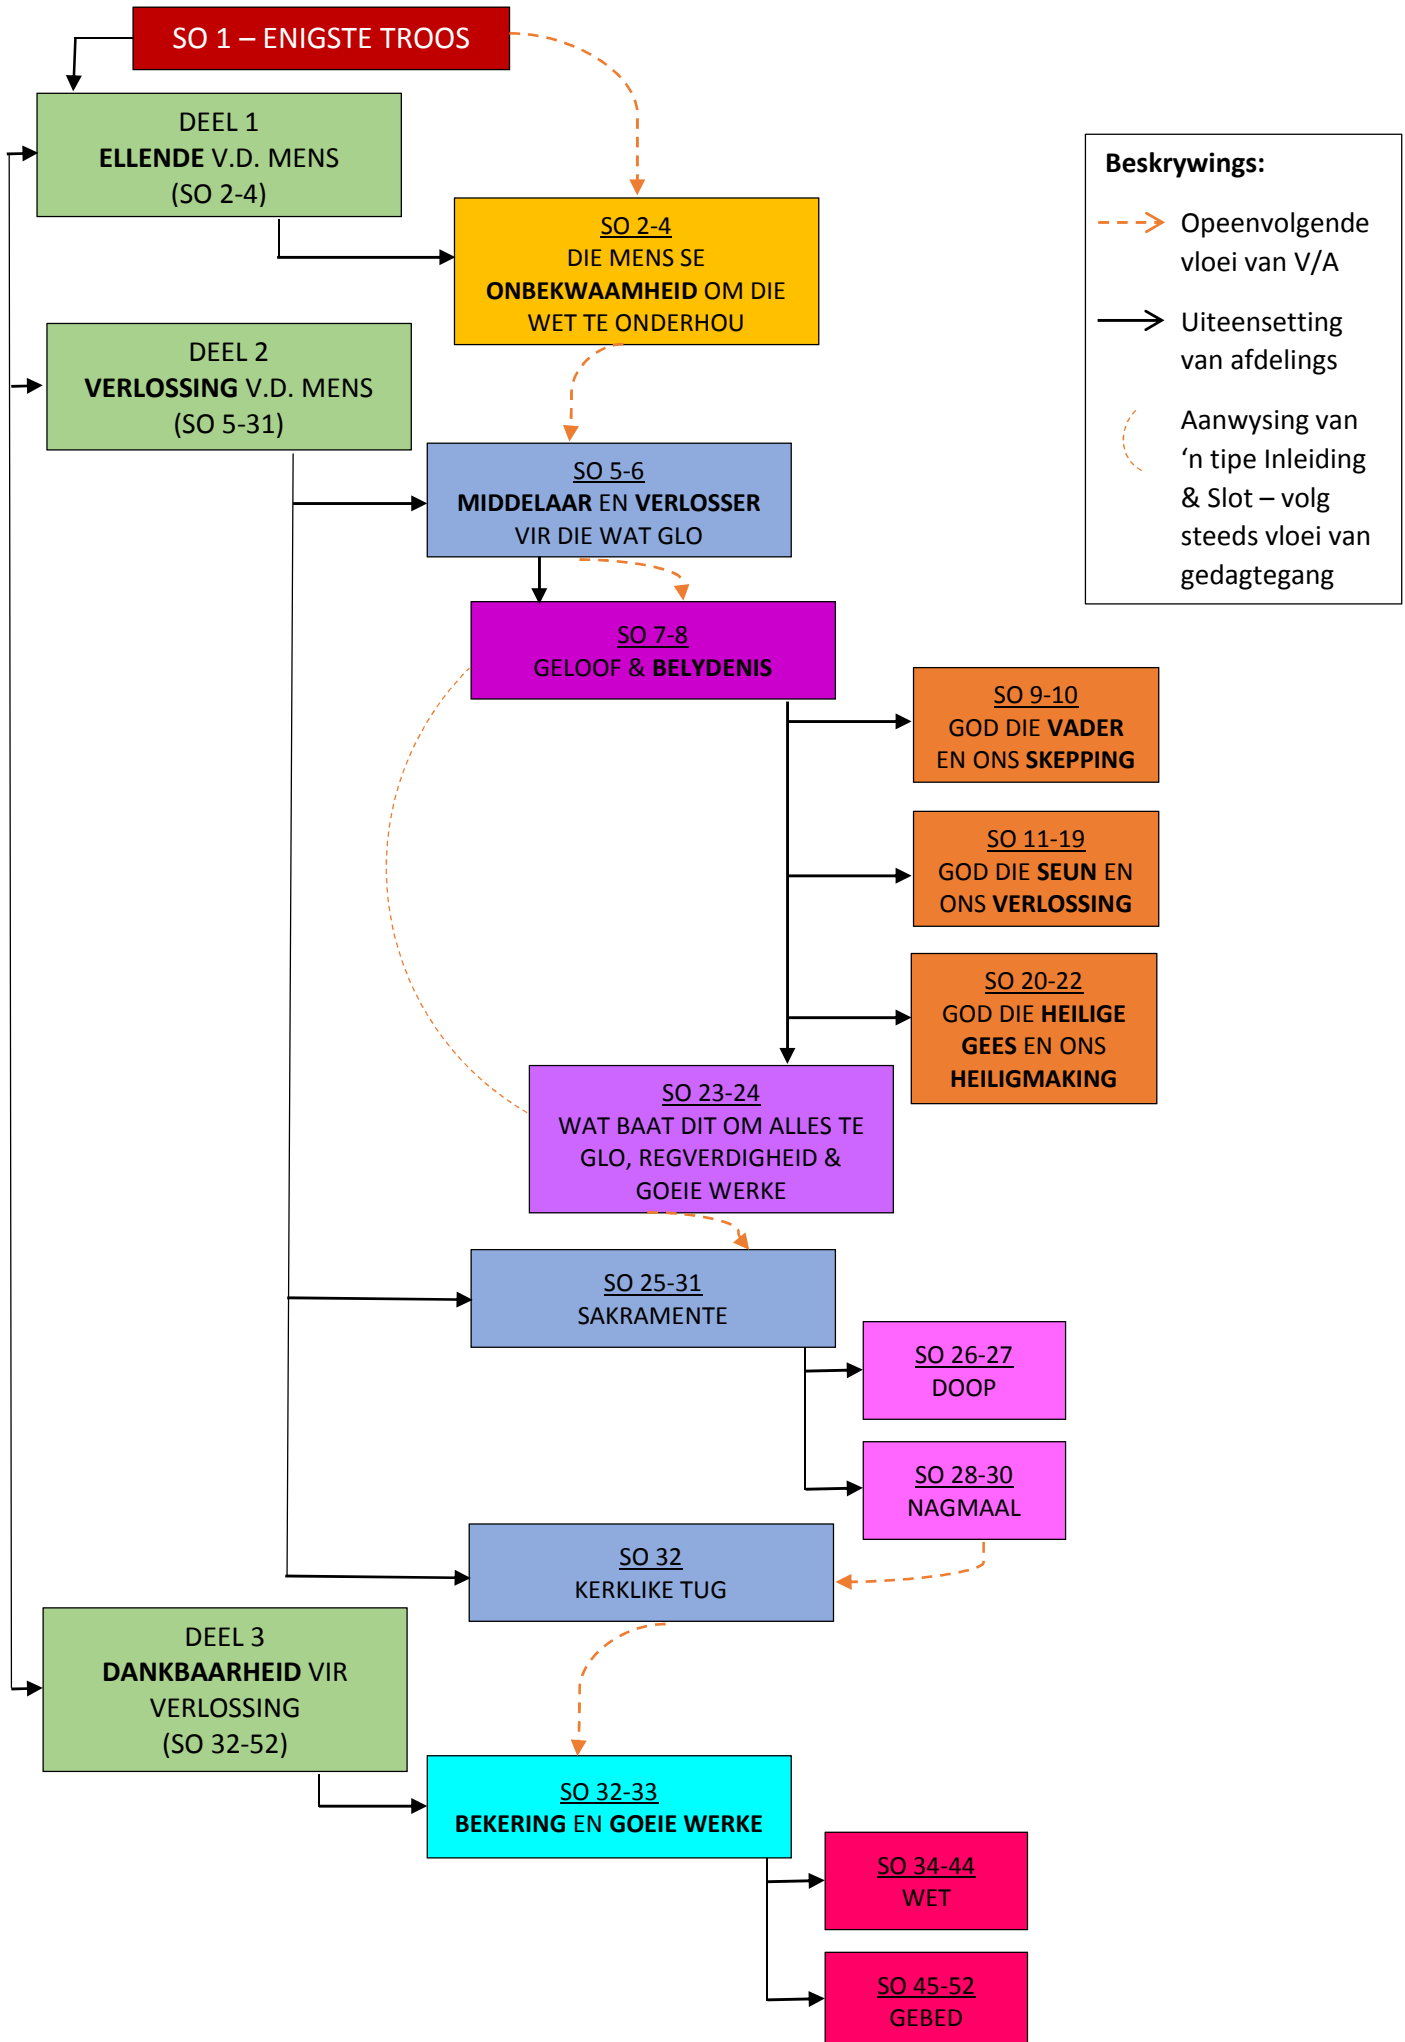 SO 1 – ENIGSTE TROOS
DEEL 1
ELLENDE V.D. MENS
(SO 2-4)
SO 2-4
DIE MENS SE
ONBEKWAAMHEID OM DIE
WET TE ONDERHOU
Beskrywings:
Opeenvolgende
vloei van V/A
Uiteensetting
van afdelings
Aanwysing van
‘n tipe Inleiding
& Slot – volg
steeds vloei van
gedagtegang
DEEL 2
VERLOSSING V.D. MENS
(SO 5-31)
SO 5-6
MIDDELAAR EN VERLOSSER
VIR DIE WAT GLO
SO 7-8
GELOOF & BELYDENIS
SO 9-10
GOD DIE VADER
EN ONS SKEPPING
SO 11-19
GOD DIE SEUN EN
ONS VERLOSSING
SO 20-22
GOD DIE HEILIGE
GEES EN ONS
HEILIGMAKING
SO 23-24
WAT BAAT DIT OM ALLES TE
GLO, REGVERDIGHEID &
GOEIE WERKE
SO 25-31
SAKRAMENTE
SO 26-27
DOOP
SO 28-30
NAGMAAL
SO 32
KERKLIKE TUG
DEEL 3
DANKBAARHEID VIR
VERLOSSING
(SO 32-52)
SO 32-33
BEKERING EN GOEIE WERKE
SO 34-44
WET
SO 45-52
GEBED